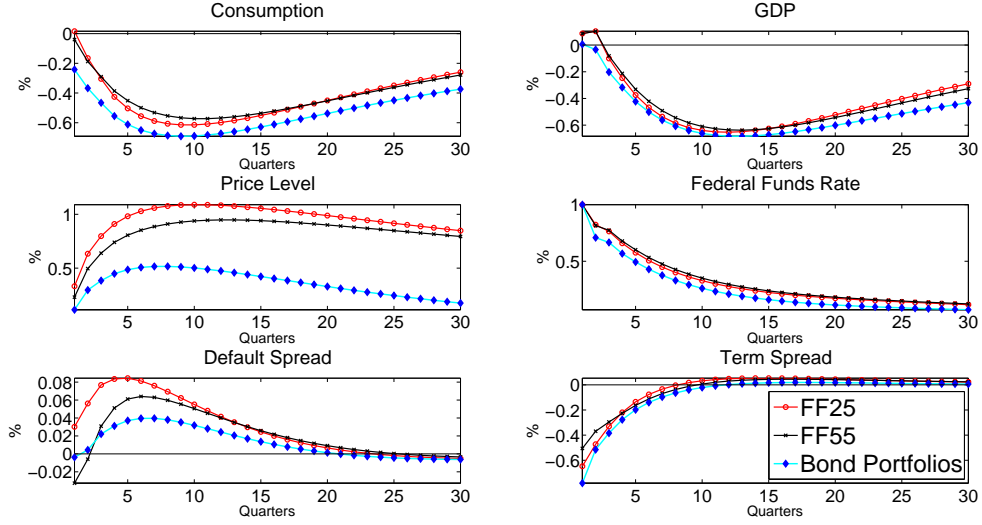 Consumption
0
−0.2
−0.4
−0.6
%
5 10 15 20 25 30
Quarters
GDP
0
−0.2
−0.4
−0.6
%
5 10 15 20 25 30
Quarters
Price Level
1
0.5
%
5 10 15 20 25 30
Quarters
Federal Funds Rate
1
0.5
%
5 10 15 20 25 30
Quarters
Default Spread
0.08
0.06
0.04
0.02
0
−0.02
%
5 10 15 20 25 30
Quarters
Term Spread
0
−0.2
−0.4
−0.6
%
5 10 15 20 25 30
Quarters
FF25
FF55
Bond Portfolios